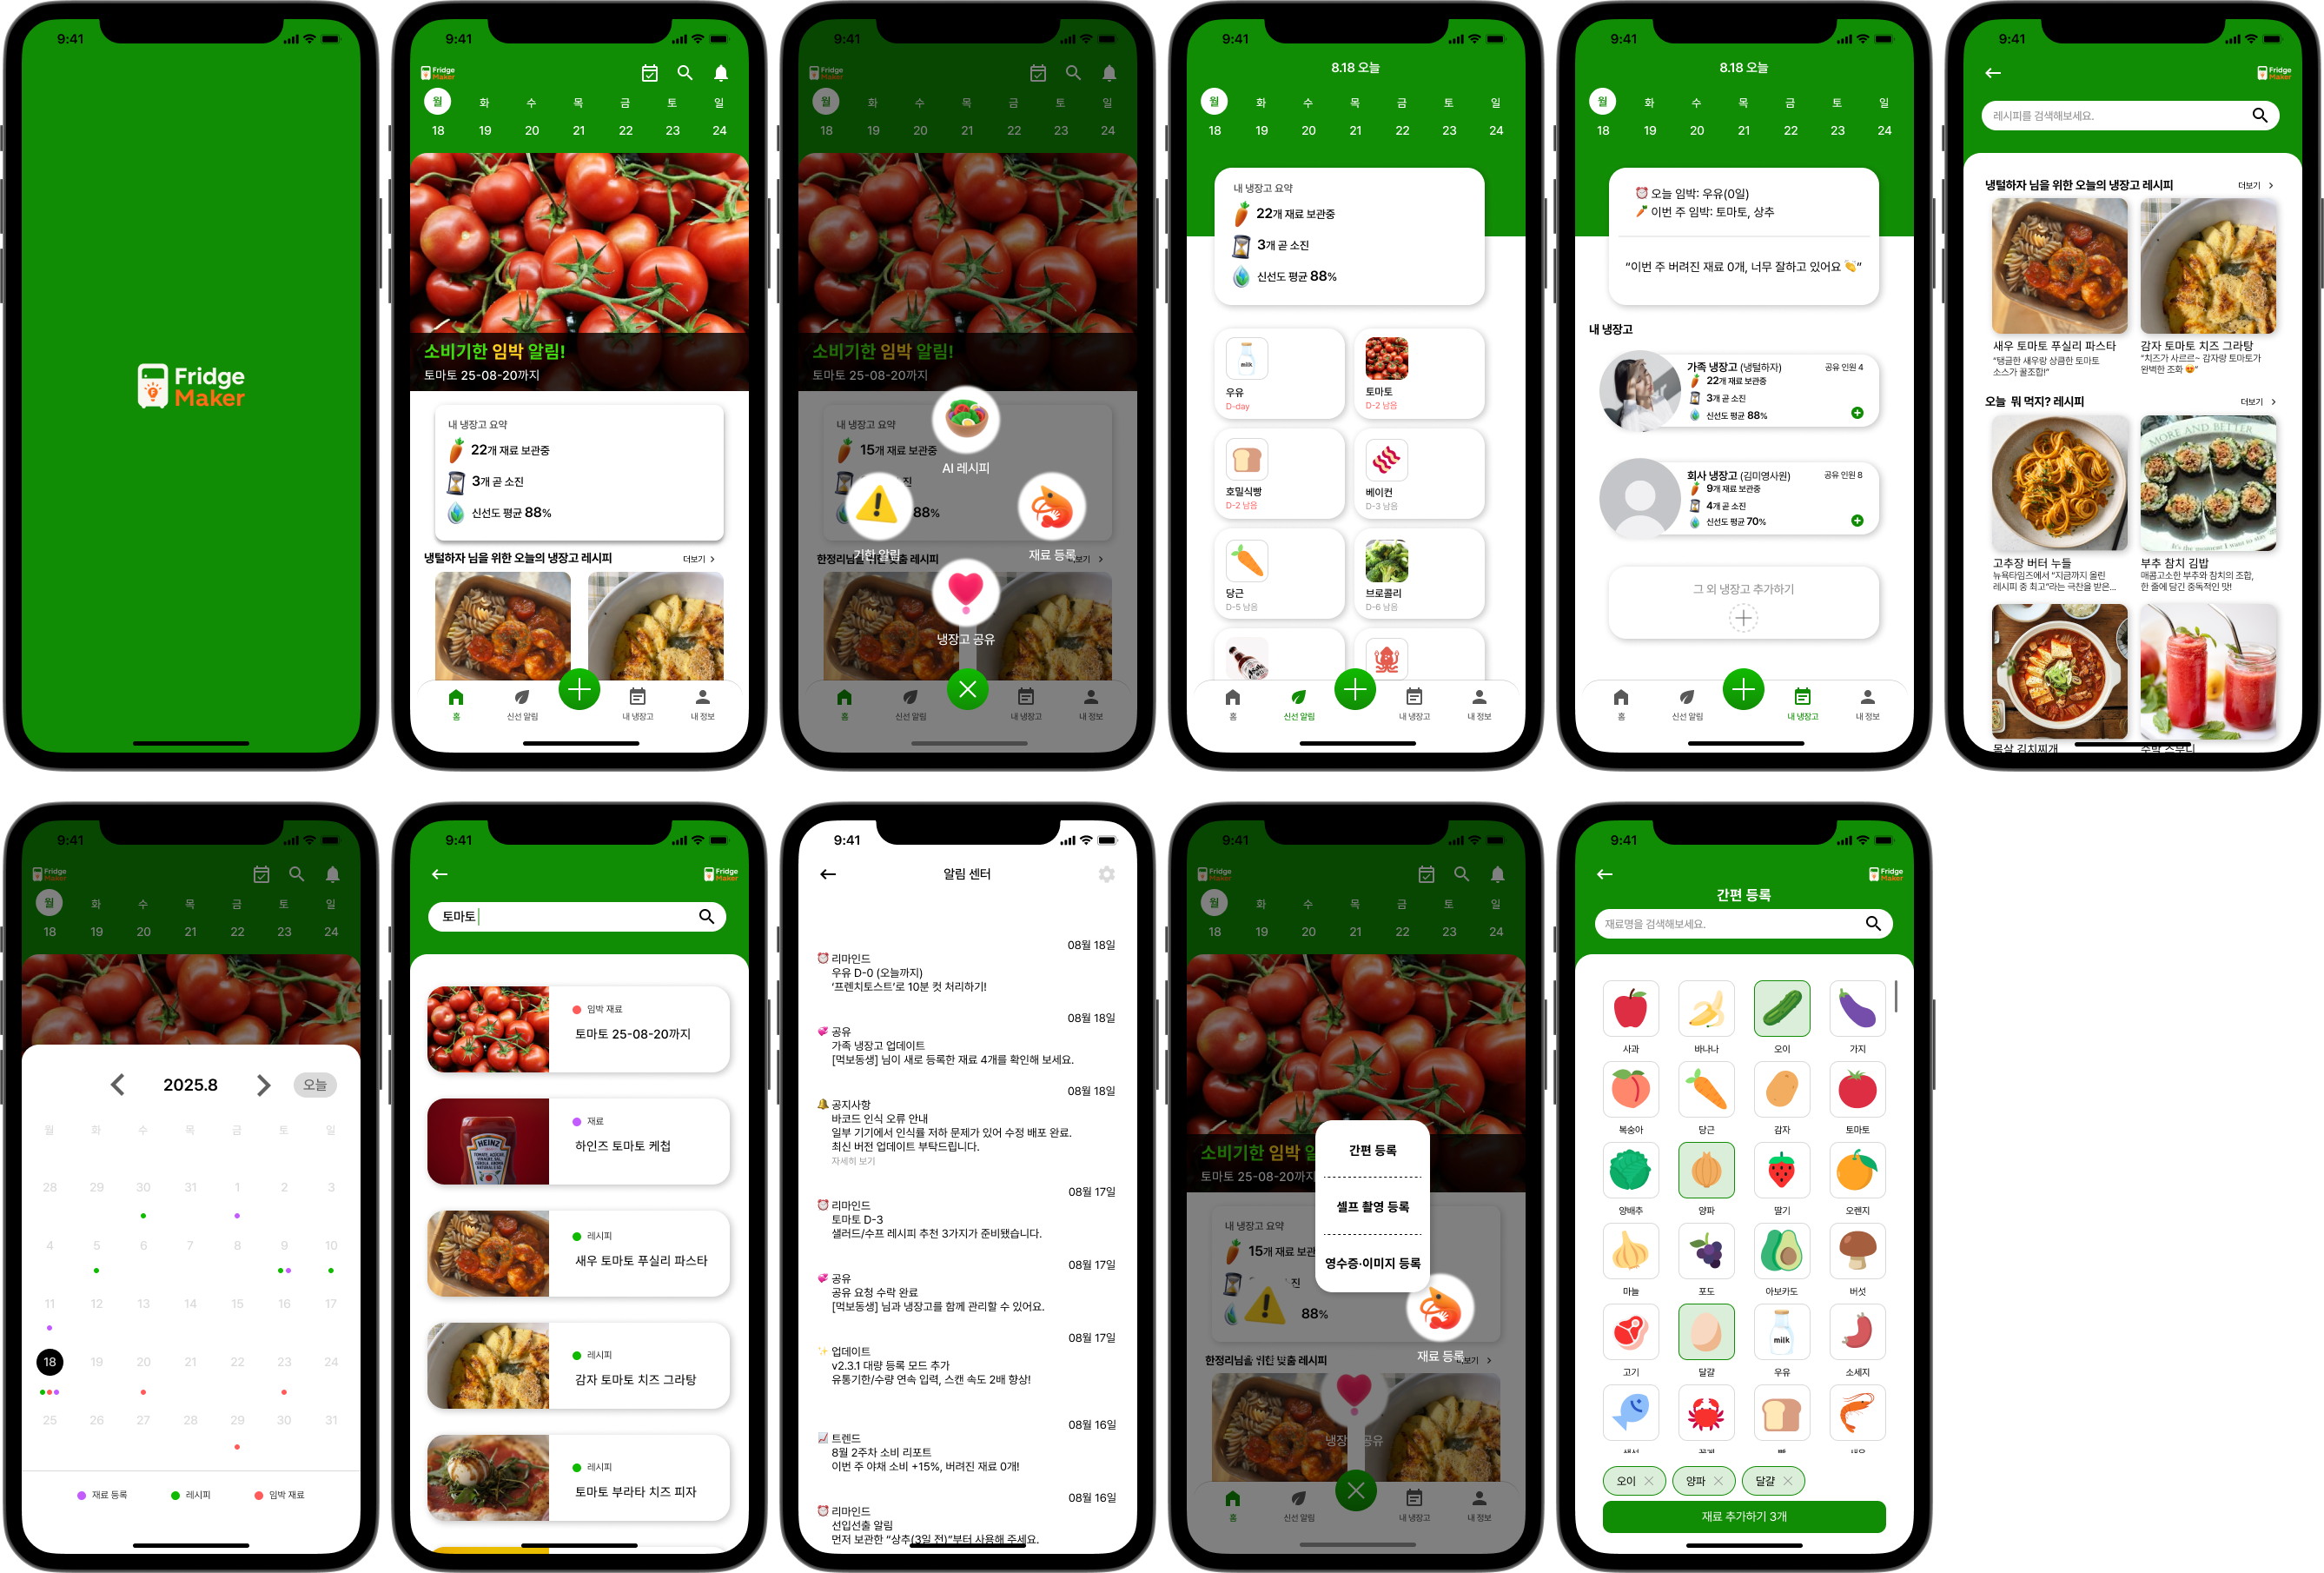 9:41
Fridge
Maker
9:41
Fridge
Maker
월 화 수 목 금 토 일
18 19 20 21 22 23 24
소비기한 임박 알림!
토마토 25-08-20까지
내 냉장고 요약
22개 재료 보관중
3개 곧 소진
신선도 평균 88%
냉털하자 님을 위한 오늘의 냉장고 레시피
더보기
홈
신선 알림
내 냉장고
내 정보
9:41
Fridge
Maker
월 화 수 목 금 토 일
18 19 20 21 22 23 24
소비기한 임박 알림!
토마토 25-08-20까지
내 냉장고 요약
15개 재료 보관중
AI 레시피
진
88%
기한 알림
재료 등록
한정리님을 위한 맞춤 레시피
보기
냉장고 공유
홈
신선 알림
내 냉장고
내 정보
9:41
8.18 오늘
월 화 수 목 금 토 일
18 19 20 21 22 23 24
내 냉장고 요약
22개 재료 보관중
3개 곧 소진
신선도 평균 88%
milk
우유
D-day
토마토
D-2 남음
호밀식빵
D-2 남음
베이컨
D-3 남음
당근
D-5 남음
브로콜리
D-6 남음
홈
신선 알림
내 냉장고
내 정보
9:41
8.18 오늘
월 화 수 목 금 토 일
18 19 20 21 22 23 24
⏰ 오늘 임박: 우유(0일)
🥕 이번 주 임박: 토마토, 상추
“이번 주 버려진 재료 0개, 너무 잘하고 있어요 👏”
내 냉장고
가족 냉장고 (냉털하자)
공유 인원 4
22개 재료 보관중
3개 곧 소진
신선도 평균 88%
회사 냉장고 (김미영사원)
공유 인원 8
9개 재료 보관중
4개 곧 소진
신선도 평균 70%
그 외 냉장고 추가하기
홈
신선 알림
내 냉장고
내 정보
9:41
Fridge
Maker
레시피를 검색해보세요.
냉털하자 님을 위한 오늘의 냉장고 레시피
더보기
새우 토마토 푸실리 파스타
“탱글한 새우랑 상큼한 토마토
소스가 꿀조합!”
감자 토마토 치즈 그라탕
“치즈가 사르르~ 감자랑 토마토가
완벽한 조화 😍”
오늘 뭐 먹지? 레시피
더보기
MORE AND BETTER
고추장 버터 누들
뉴욕타임즈에서 "지금까지 올린
레시피 중 최고"라는 극찬을 받은...
부추 참치 김밥
매콤고소한 부추와 참치의 조합,
한 줄에 담긴 중독적인 맛!
목살 김치찌개
수박 스무디
9:41
Fridge
Maker
월 화 수 목 금 토 일
18 19 20 21 22 23 24
2025.8
오늘
월 화 수 목 금 토 일
28 29 30 31 1 2 3
4 5 6 7 8 9 10
11 12 13 14 15 16 17
18 19 20 21 22 23 24
25 26 27 28 29 30 31
재료 등록
레시피
임박 재료
9:41
Fridge
Maker
토마토
임박 재료
토마토 25-08-20까지
HEINZ
재료
하인즈 토마토 케첩
레시피
새우 토마토 푸실리 파스타
레시피
감자 토마토 치즈 그라탕
레시피
토마토 부라타 치즈 피자
9:41
알림 센터
08월 18일
⏰ 리마인드
우유 D-0 (오늘까지)
‘프렌치토스트’로 10분 컷 처리하기!
08월 18일
💞 공유
가족 냉장고 업데이트
[먹보동생] 님이 새로 등록한 재료 4개를 확인해 보세요.
08월 18일
🔔 공지사항
바코드 인식 오류 안내
일부 기기에서 인식률 저하 문제가 있어 수정 배포 완료.
최신 버전 업데이트 부탁드립니다.
자세히 보기
08월 17일
⏰ 리마인드
토마토 D-3
샐러드/수프 레시피 추천 3가지가 준비됐습니다.
08월 17일
💞 공유
공유 요청 수락 완료
[먹보동생] 님과 냉장고를 함께 관리할 수 있어요.
08월 17일
✨ 업데이트
v2.3.1 대량 등록 모드 추가
유통기한/수량 연속 입력, 스캔 속도 2배 향상!
08월 16일
📈 트렌드
8월 2주차 소비 리포트
이번 주 야채 소비 +15%, 버려진 재료 0개!
08월 16일
⏰ 리마인드
선입선출 알림
먼저 보관한 “상추(3일 전)”부터 사용해 주세요.
9:41
Fridge
Maker
월 화 수 목 금 토 일
18 19 20 21 22 23 24
소비기한 임박 알
토마토 25-08-20까지
간편 등록
셀프 촬영 등록
영수증·이미지 등록
내 냉장고 요약
15개 재료 보관
진
88%
재료 등록
한정리님을 위한 맞춤 레시피
보기
냉장 공유
홈
신선 알림
내 냉장고
내 정보
9:41
Fridge
Maker
간편 등록
재료명을 검색해보세요.
사과 바나나 오이 가지
복숭아 당근 감자 토마토
양배추 양파 딸기 오렌지
마늘 포도 아보카도 버섯
milk
고기 달걀 우유 소세지
오이
양파
달걀
재료 추가하기 3개